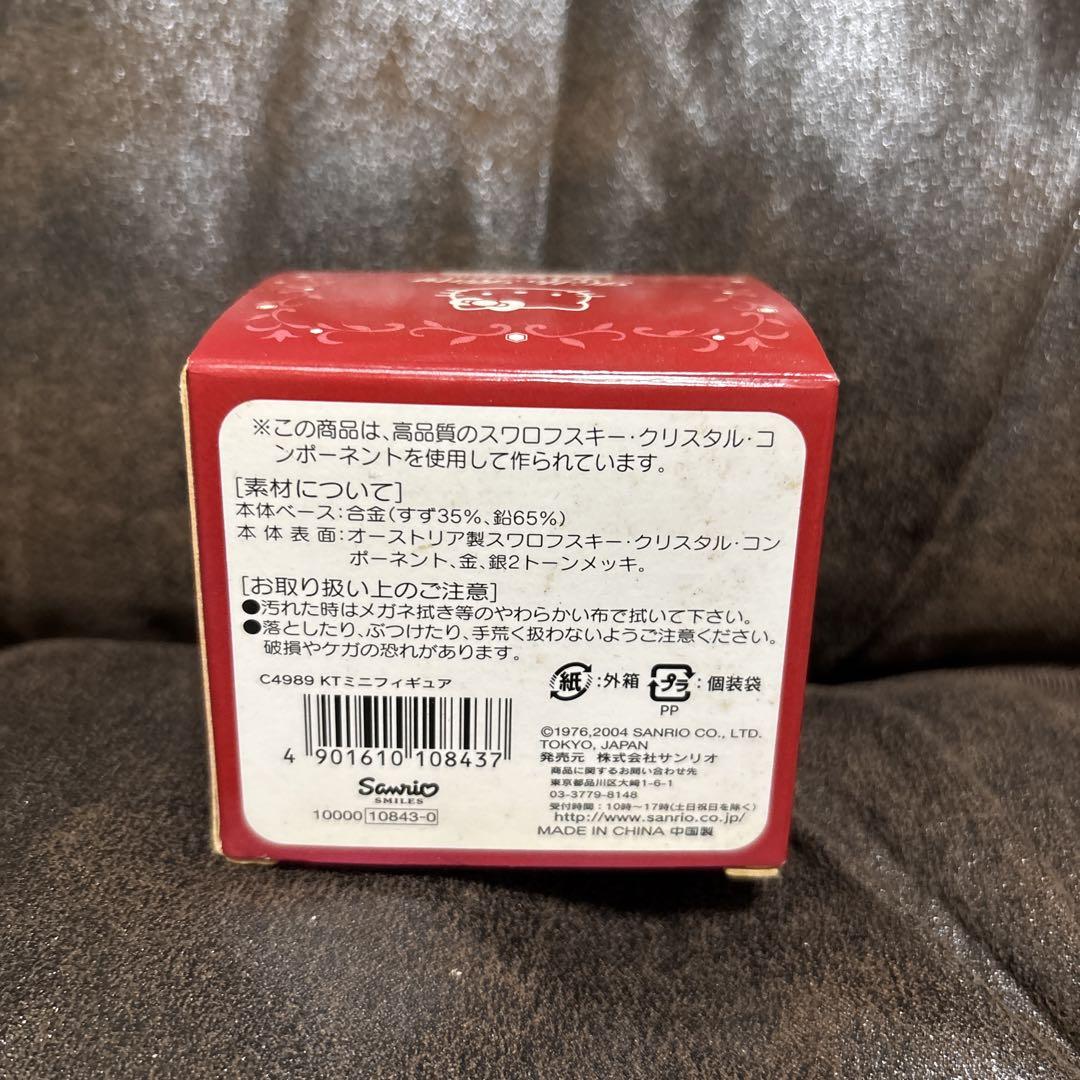 ※この商品は、高品質のスワロフスキー・クリスタル・コ
ンポーネントを使用して作られています。
[素材について]
本体ベース:合金(すず35%、鉛65%)
本体表面:オーストリア製スワロフスキー・クリスタル・コン
ポーネント、金、銀2トーンメッキ。
[お取り扱い上のご注意]
●汚れた時はメガネ拭き等のやわらかい布で拭いて下さい。
●落としたり、ぶつけたり、手荒く扱わないようご注意ください。
破損やケガの恐れがあります。
C4989 KTミニフィギュア
紙:外箱 プラ:個装袋
PP
4 901610 108437
Sanrio
SMILES
10000 10843-0
©1976,2004 SANRIO CO., LTD.
TOKYO, JAPAN
発売元 株式会社サンリオ
商品に関するお問い合わせ先
東京都品川区大崎1-6-1
03-3779-8148
受付時間:10時〜17時(土日祝日を除く)
http://www.sanrio.co.jp/
MADE IN CHINA 中国製